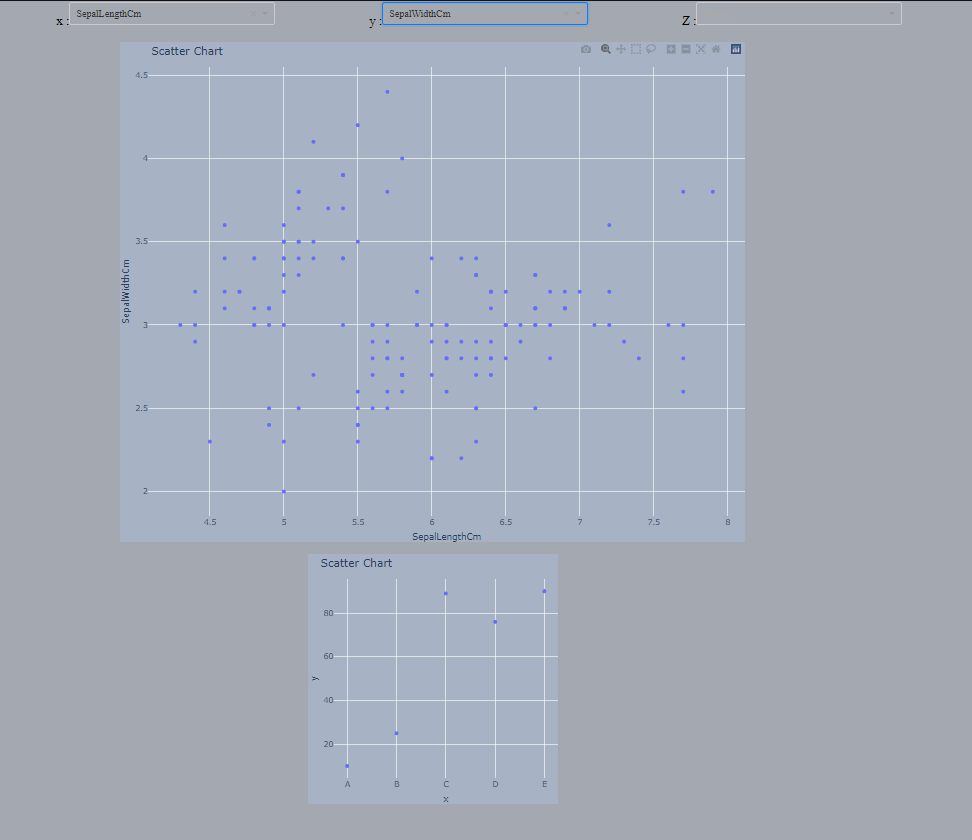 x : SepalLengthCm y : SepalWidthCm Z :
Scatter Chart
4.5
4
3.5
3
2.5
2
SepalWidthCm
4.5 5 5.5 6 6.5 7 7.5 8
SepalLengthCm
Scatter Chart
80
60
40
20
y
A B C D E
x